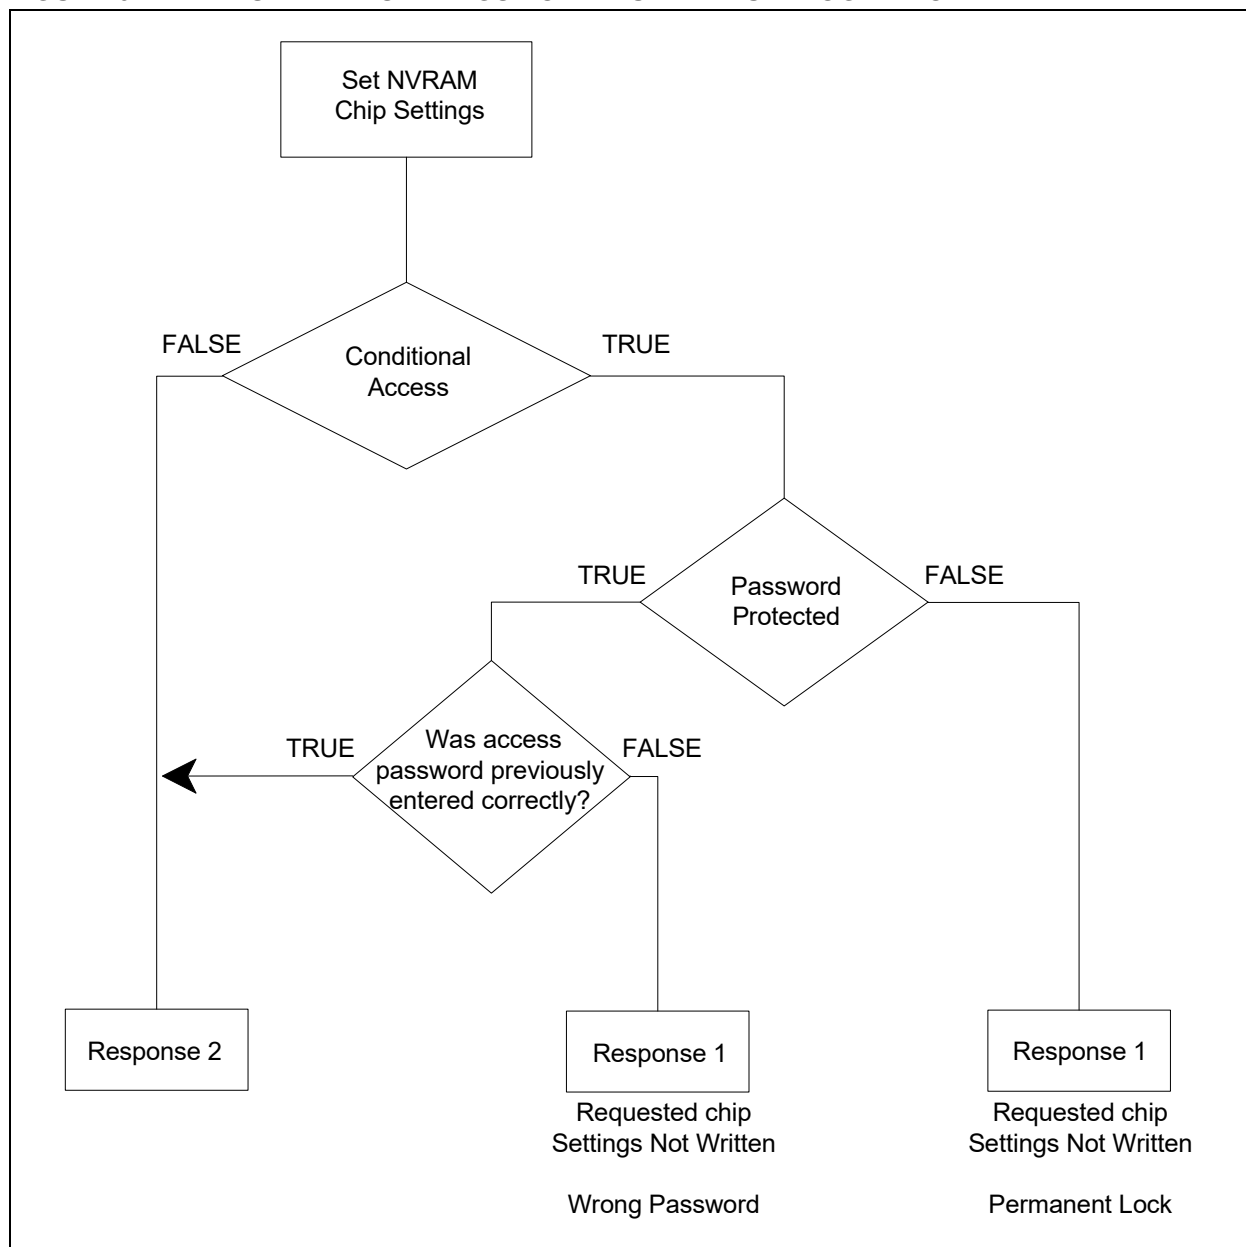 Set NVRAM
Chip Settings
FALSE
TRUE
Conditional
Access
TRUE
FALSE
Password
Protected
TRUE
FALSE
Was access
password previously
entered correctly?
Response 2
Response 1
Response 1
Requested chip
Settings Not Written
Wrong Password
Requested chip
Settings Not Written
Permanent Lock